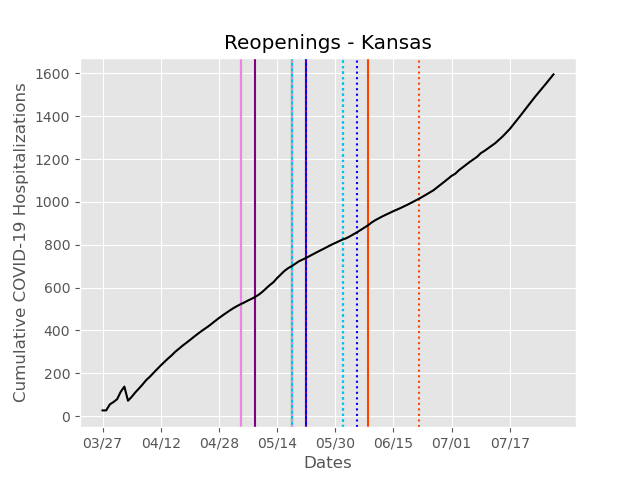 Reopenings - Kansas
Cumulative COVID-19 Hospitalizations
1600
1400
1200
1000
800
600
400
200
0
03/27 04/12 04/28 05/14 05/30 06/15 07/01 07/17
Dates